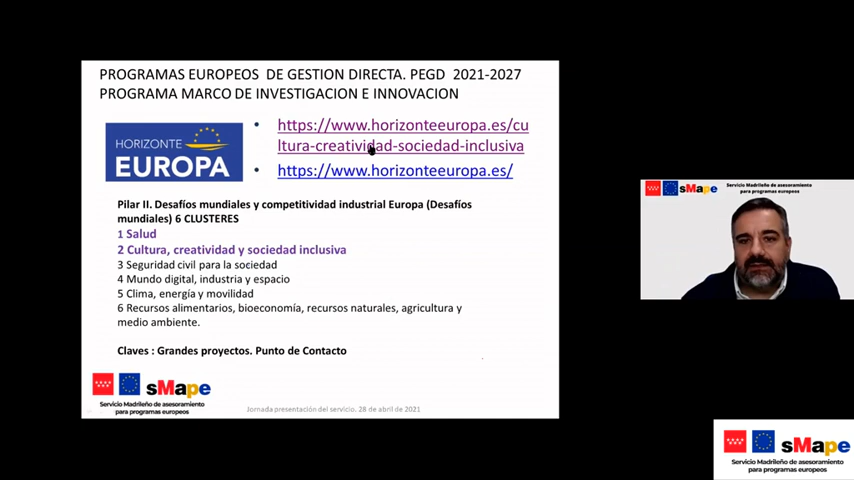 PROGRAMAS EUROPEOS DE GESTION DIRECTA. PEGD 2021-2027
PROGRAMA MARCO DE INVESTIGACION E INNOVACION
HORIZONTE
EUROPA
• https://www.horizonteeuropa.es/cu
ltura-creatividad-sociedad-inclusiva
• https://www.horizonteeuropa.es/
Pilar II. Desafíos mundiales y competitividad industrial Europa (Desafíos
mundiales) 6 CLUSTERES
1 Salud
2 Cultura, creatividad y sociedad inclusiva
3 Seguridad civil para la sociedad
4 Mundo digital, industria y espacio
5 Clima, energía y movilidad
6 Recursos alimentarios, bioeconomía, recursos naturales, agricultura y
medio ambiente.
Claves : Grandes proyectos. Punto de Contacto
sMape
Servicio Madrileño de asesoramiento
para programas europeos
Jornada presentación del servicio. 28 de abril de 2021
sMape
Servicio Madrileño de asesoramiento
para programas europeos
sMape
Servicio Madrileño de asesoramiento
para programas europeos